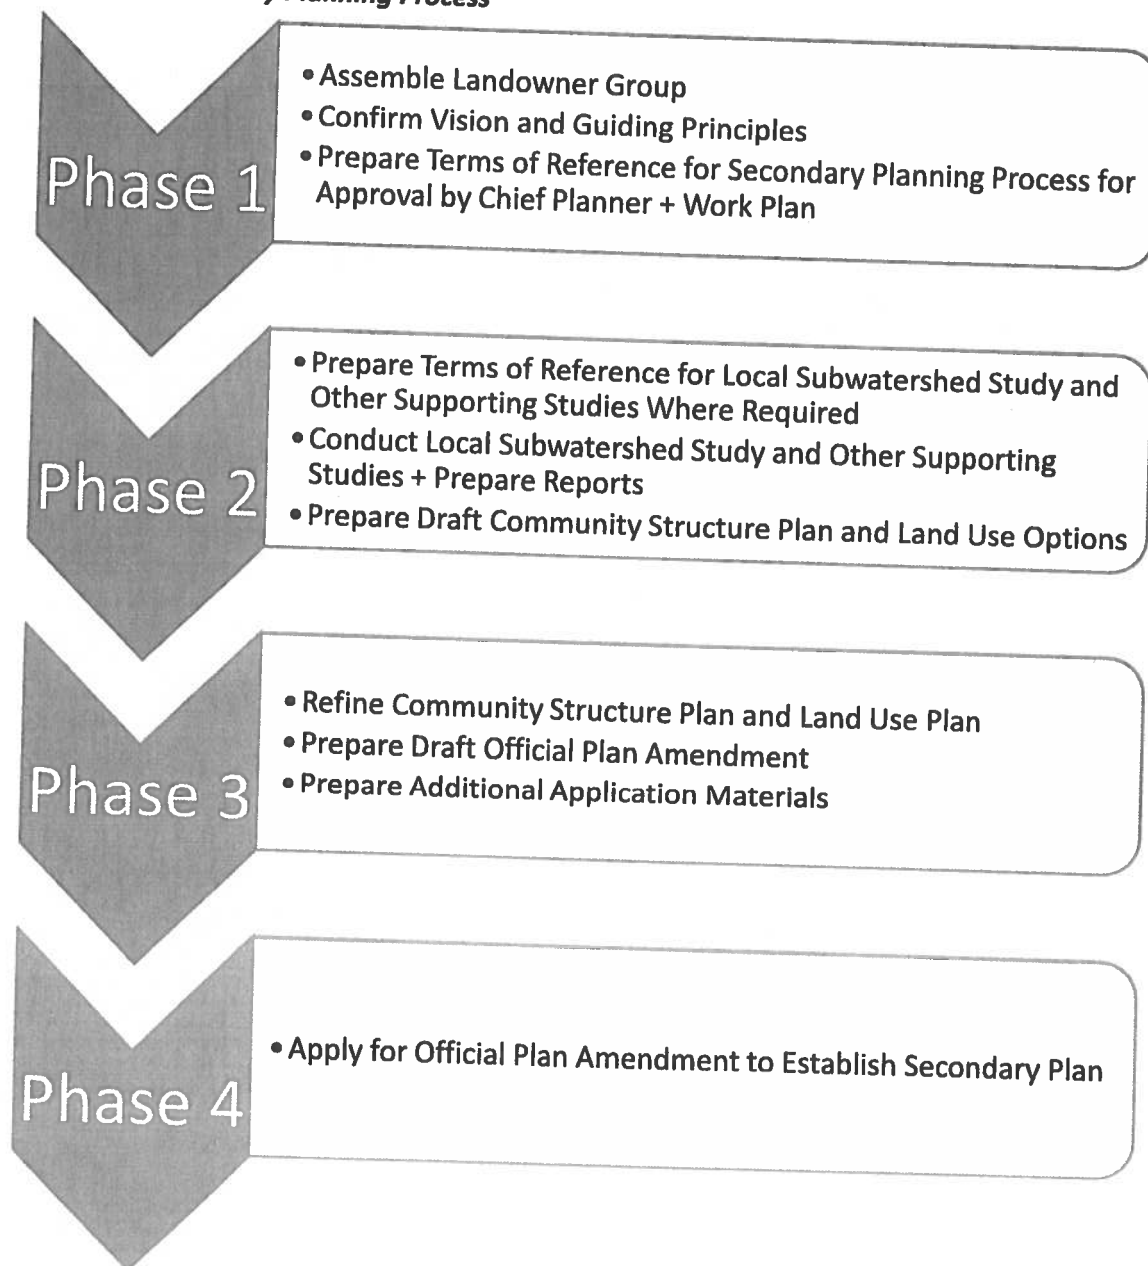 Planning Process
Phase 1
• Assemble Landowner Group
• Confirm Vision and Guiding Principles
• Prepare Terms of Reference for Secondary Planning Process for
Approval by Chief Planner + Work Plan
Phase 2
• Prepare Terms of Reference for Local Subwatershed Study and
Other Supporting Studies Where Required
• Conduct Local Subwatershed Study and Other Supporting
Studies + Prepare Reports
• Prepare Draft Community Structure Plan and Land Use Options
Phase 3
• Refine Community Structure Plan and Land Use Plan
• Prepare Draft Official Plan Amendment
• Prepare Additional Application Materials
Phase 4
• Apply for Official Plan Amendment to Establish Secondary Plan